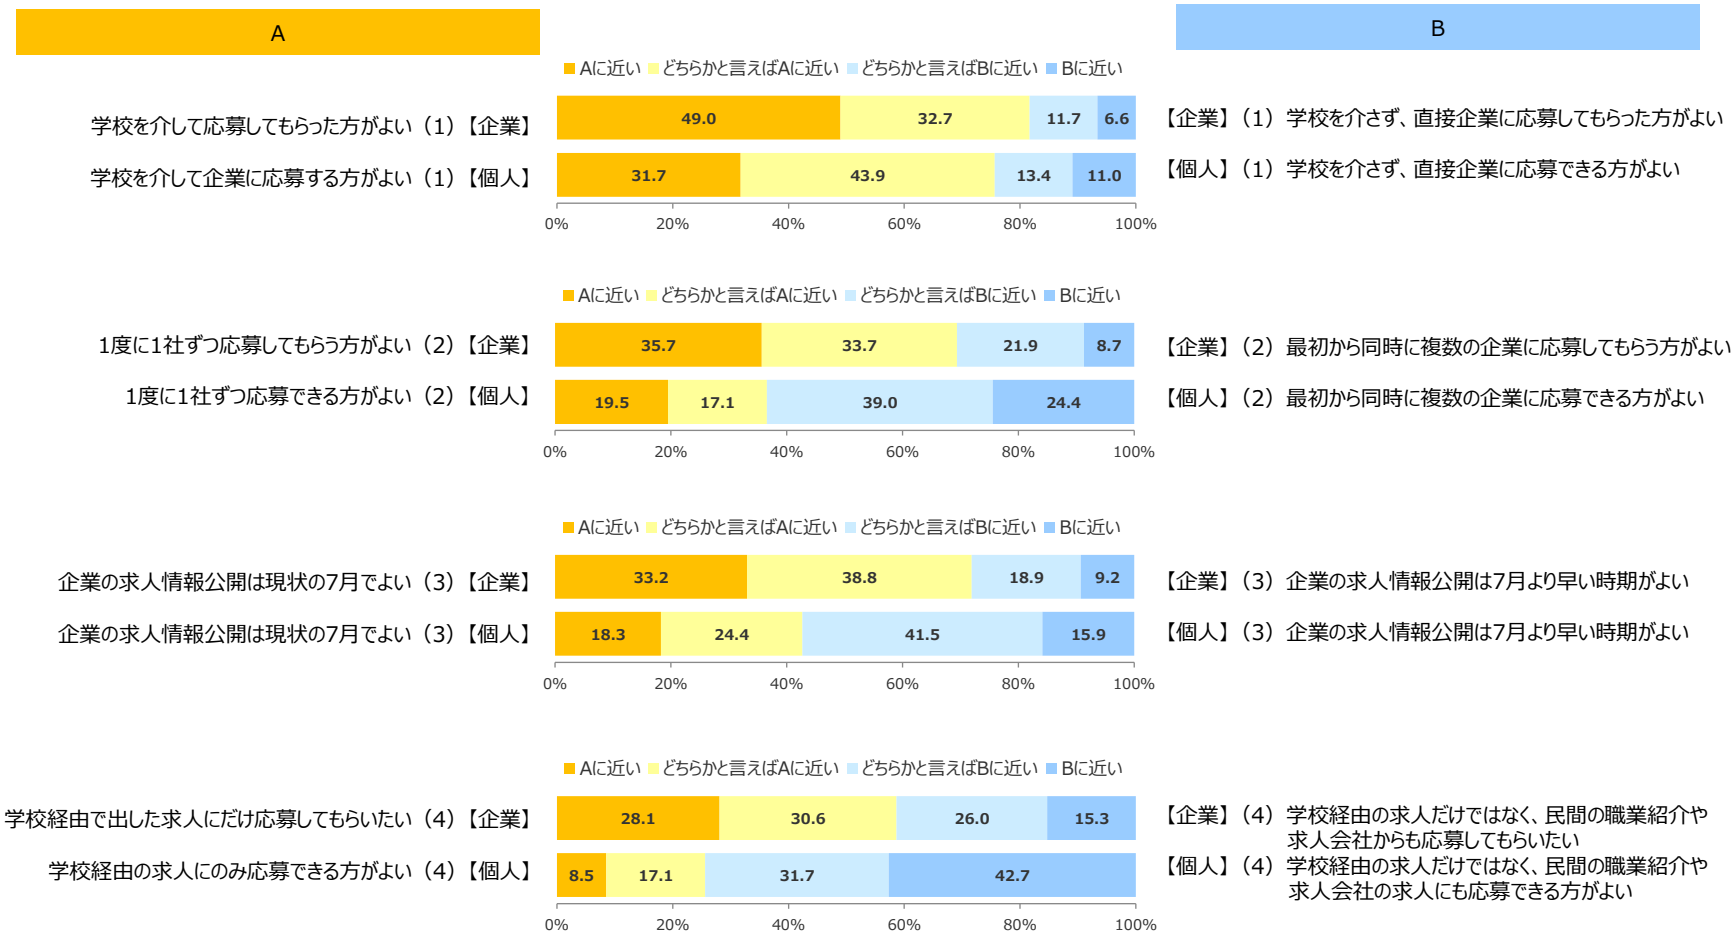 A
B
Aに近い どちらかと言えばAに近い どちらかと言えばBに近い Bに近い
学校を介して応募してもらった方がよい（1）【企業】
49.0 32.7 11.7 6.6
【企業】（1）学校を介さず、直接企業に応募してもらった方がよい
学校を介して企業に応募する方がよい（1）【個人】
31.7 43.9 13.4 11.0
【個人】（1）学校を介さず、直接企業に応募できる方がよい
0% 20% 40% 60% 80% 100%
Aに近い どちらかと言えばAに近い どちらかと言えばBに近い Bに近い
1度に1社ずつ応募してもらう方がよい（2）【企業】
35.7 33.7 21.9 8.7
【企業】（2）最初から同時に複数の企業に応募してもらう方がよい
1度に1社ずつ応募できる方がよい（2）【個人】
19.5 17.1 39.0 24.4
【個人】（2）最初から同時に複数の企業に応募できる方がよい
0% 20% 40% 60% 80% 100%
Aに近い どちらかと言えばAに近い どちらかと言えばBに近い Bに近い
企業の求人情報公開は現状の7月でよい（3）【企業】
33.2 38.8 18.9 9.2
【企業】（3）企業の求人情報公開は7月より早い時期がよい
企業の求人情報公開は現状の7月でよい（3）【個人】
18.3 24.4 41.5 15.9
【個人】（3）企業の求人情報公開は7月より早い時期がよい
0% 20% 40% 60% 80% 100%
Aに近い どちらかと言えばAに近い どちらかと言えばBに近い Bに近い
学校経由で出した求人にだけ応募してもらいたい（4）【企業】
28.1 30.6 26.0 15.3
【企業】（4）学校経由の求人だけではなく、民間の職業紹介や
求人会社からも応募してもらいたい
学校経由の求人にのみ応募できる方がよい（4）【個人】
8.5 17.1 31.7 42.7
【個人】（4）学校経由の求人だけではなく、民間の職業紹介や
求人会社の求人にも応募できる方がよい
0% 20% 40% 60% 80% 100%